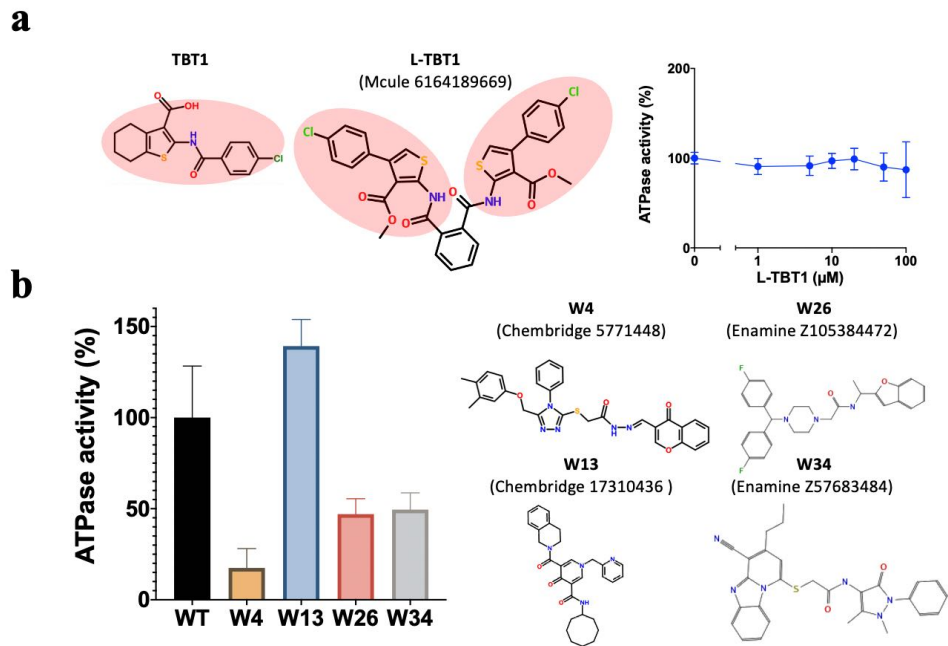 a
TBT1
L-TBT1
(Mcule 6164189669)
O
OH
H
N
S
O
Cl
Cl
S
O
O
NH
O
Cl
S
O
O
NH
O
ATPase activity (%)
200
100
0
0
1
10
100
L-TBT1 (µM)
b
ATPase activity (%)
150
100
50
0
WT
W4
W13
W26
W34
W4
(Chembridge 5771448)
O
N
N
N
S
O
N
H
N
O
O
W26
(Enamine Z105384472)
F
F
N
N
O
N
O
W13
(Chembridge 17310436 )
N
O
O
N
N
O
NH
W34
(Enamine Z57683484)
N
N
N
S
O
N
O
N
N